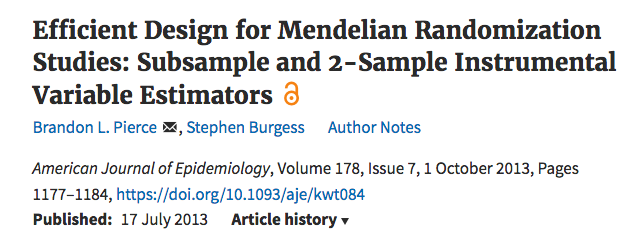 Efficient Design for Mendelian Randomization
Studies: Subsample and 2-Sample Instrumental
Variable Estimators
Brandon L. Pierce, Stephen Burgess Author Notes
American Journal of Epidemiology, Volume 178, Issue 7, 1 October 2013, Pages
1177–1184, https://doi.org/10.1093/aje/kwt084
Published: 17 July 2013 Article history